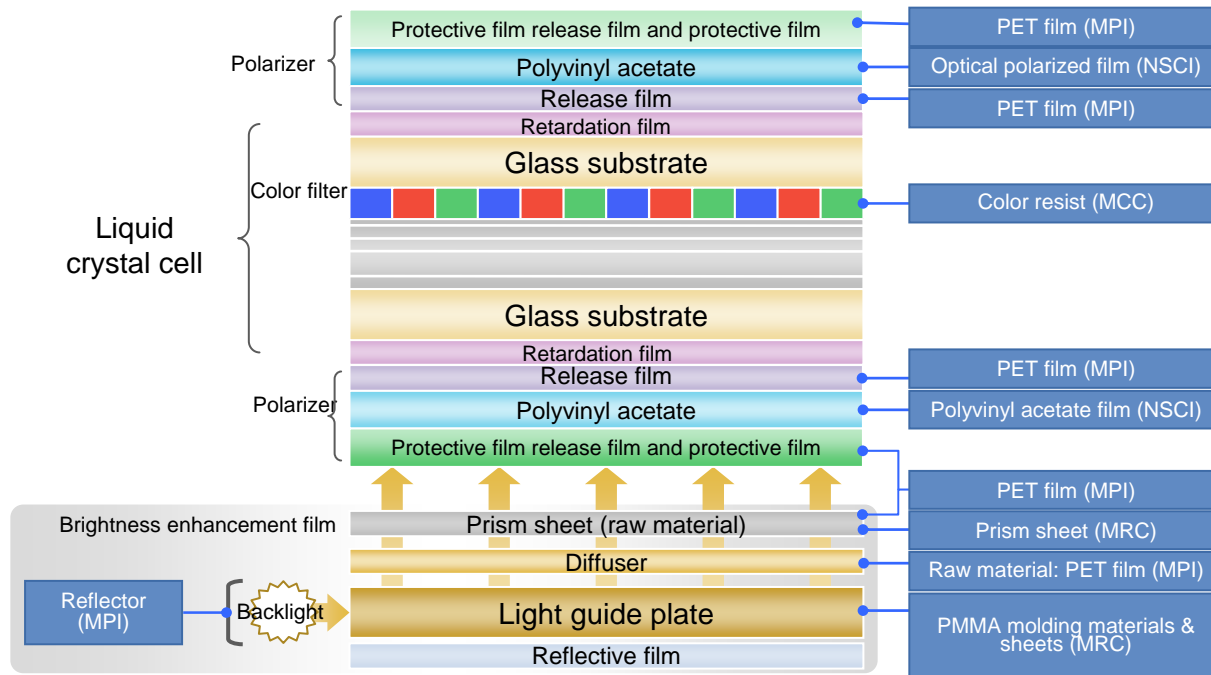 Protective film release film and protective film
PET film (MPI)
Polarizer
Polyvinyl acetate
Optical polarized film (NSCI)
Release film
PET film (MPI)
Retardation film
Glass substrate
Color filter
Color resist (MCC)
Liquid
crystal cell
Glass substrate
Retardation film
Release film
PET film (MPI)
Polarizer
Polyvinyl acetate
Polyvinyl acetate film (NSCI)
Protective film release film and protective film
PET film (MPI)
Brightness enhancement film
Prism sheet (raw material)
Prism sheet (MRC)
Diffuser
Raw material: PET film (MPI)
Reflector
(MPI)
Backlight
Light guide plate
PMMA molding materials &
sheets (MRC)
Reflective film